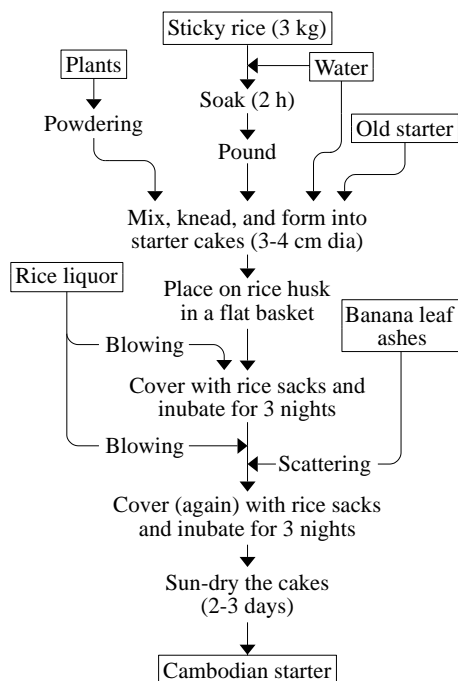 Sticky rice (3 kg)
Plants
Water
Soak (2 h)
Powdering
Old starter
Pound
Mix, knead, and form into
starter cakes (3-4 cm dia)
Rice liquor
Place on rice husk
in a flat basket
Banana leaf
ashes
Blowing
Cover with rice sacks and
inubate for 3 nights
Blowing
Scattering
Cover (again) with rice sacks
and inubate for 3 nights
Sun-dry the cakes
(2-3 days)
Cambodian starter